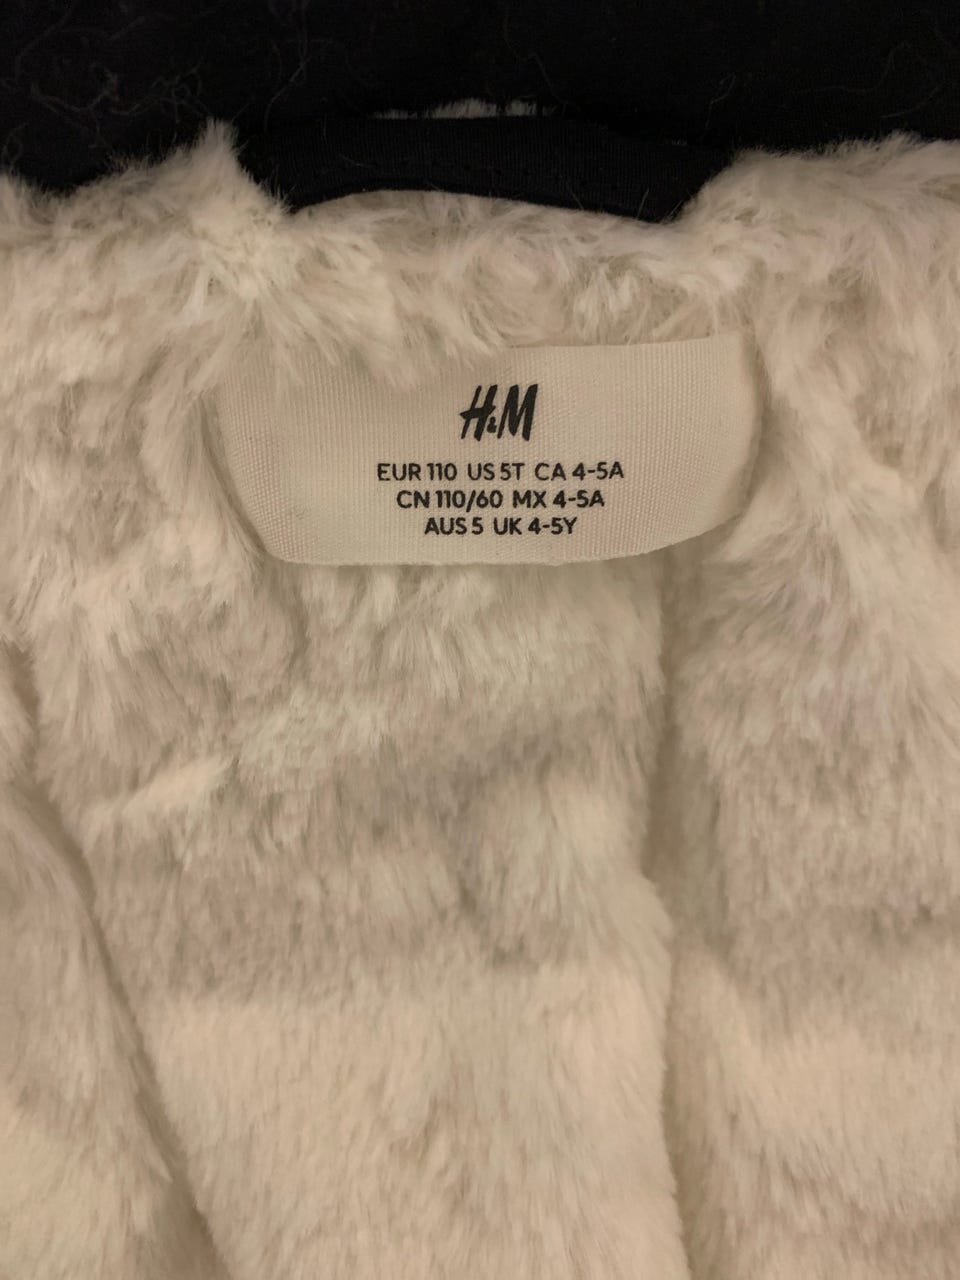 H&M
EUR 110 US 5T CA 4-5A
CN 110/60 MX 4-5A
AUS 5 UK 4-5Y